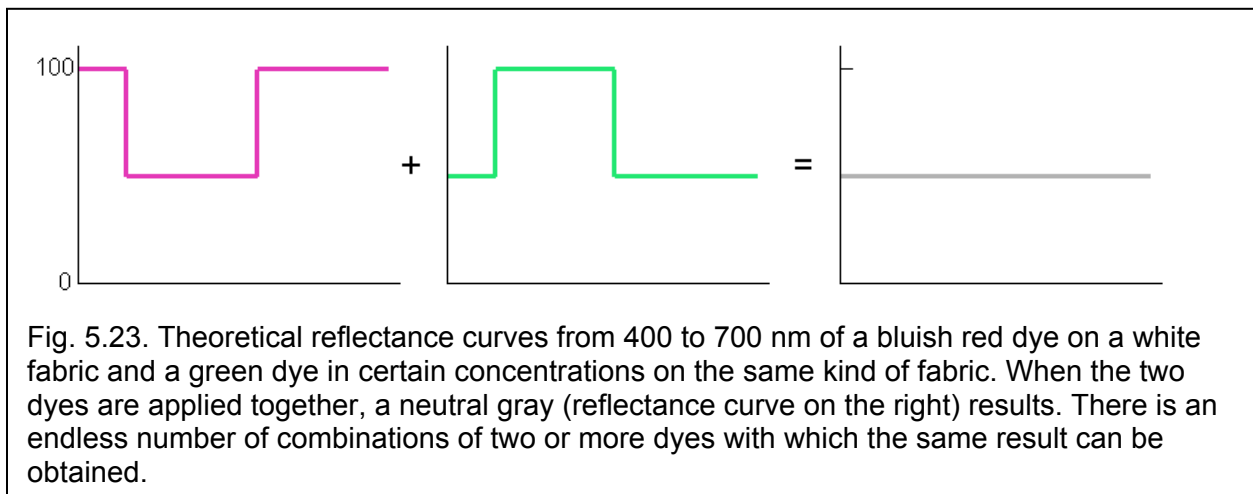 100
0
+
=
Fig. 5.23. Theoretical reflectance curves from 400 to 700 nm of a bluish red dye on a white
fabric and a green dye in certain concentrations on the same kind of fabric. When the two
dyes are applied together, a neutral gray (reflectance curve on the right) results. There is an
endless number of combinations of two or more dyes with which the same result can be
obtained.